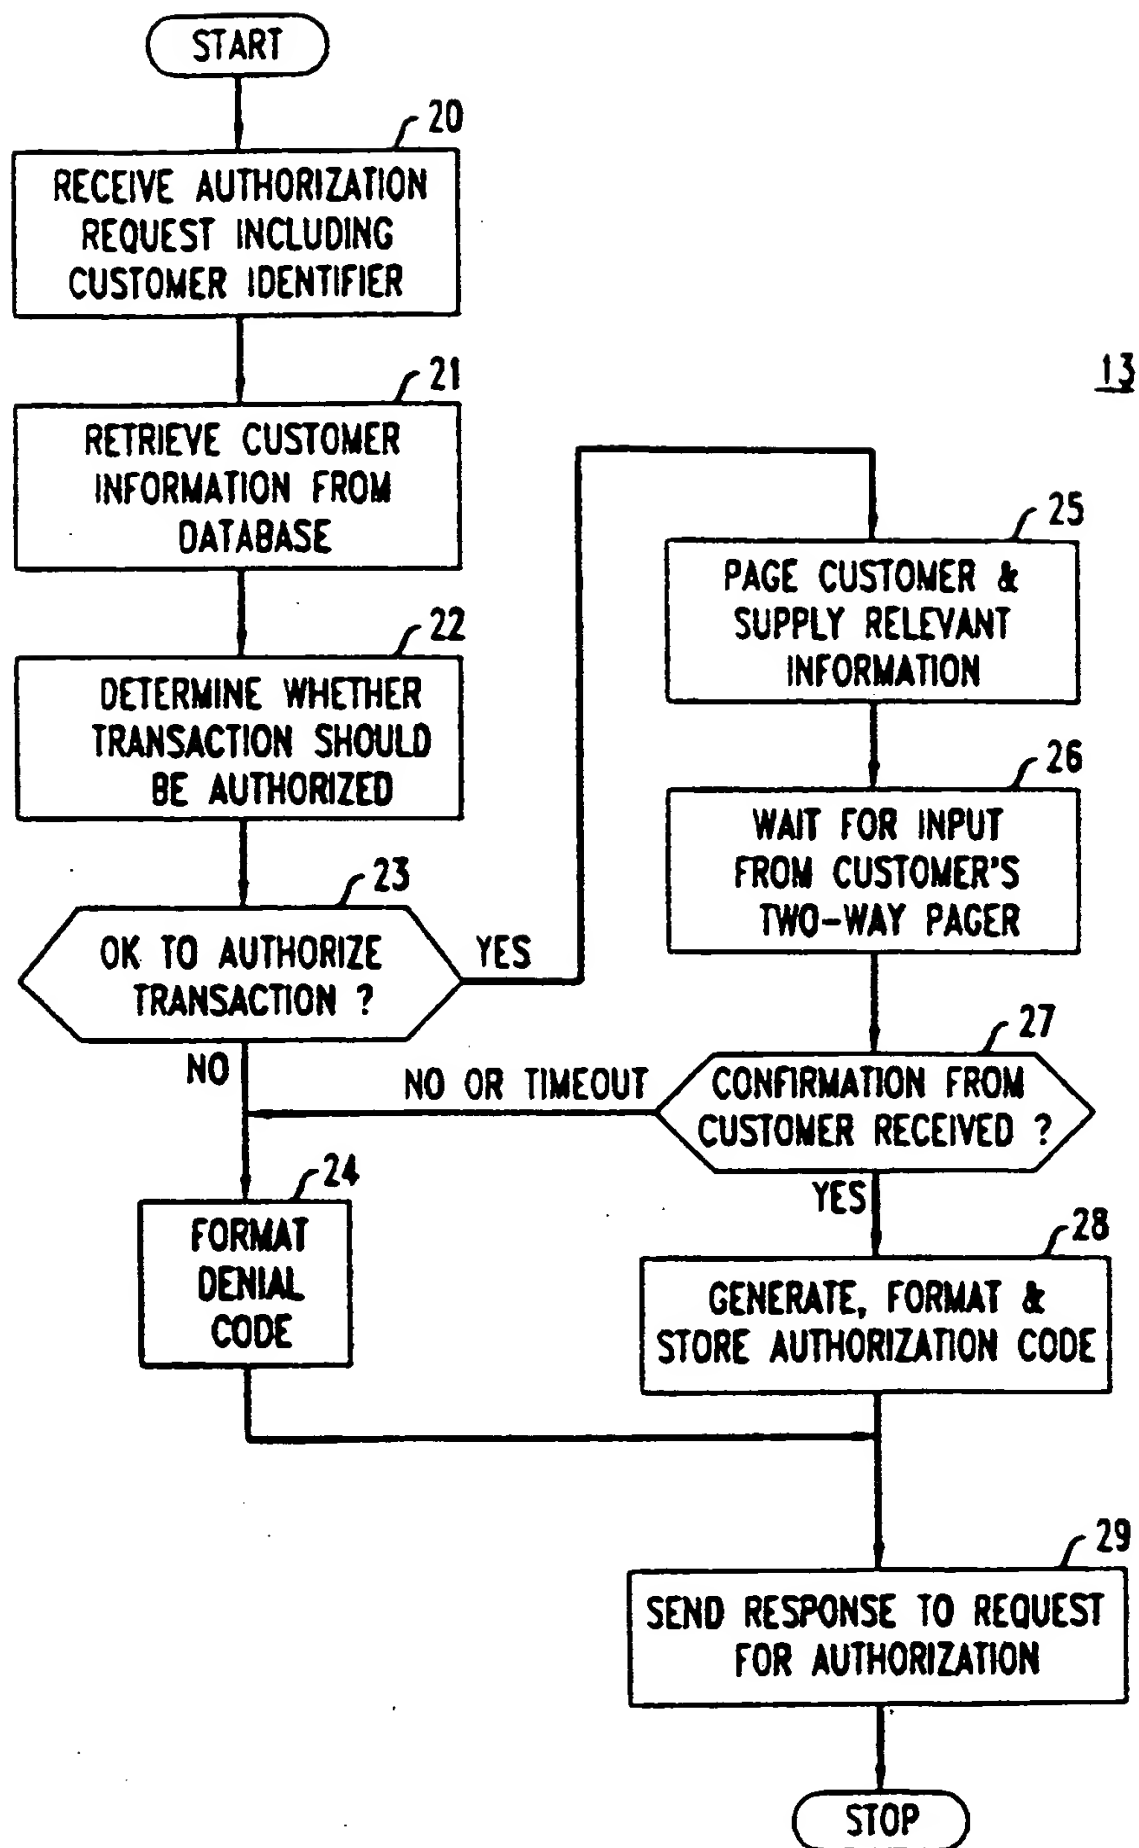 START
20
RECEIVE AUTHORIZATION
REQUEST INCLUDING
CUSTOMER IDENTIFIER
21
RETRIEVE CUSTOMER
INFORMATION FROM
DATABASE
22
DETERMINE WHETHER
TRANSACTION SHOULD
BE AUTHORIZED
23
OK TO AUTHORIZE
TRANSACTION ?
YES
NO
24
FORMAT
DENIAL
CODE
13
25
PAGE CUSTOMER &
SUPPLY RELEVANT
INFORMATION
26
WAIT FOR INPUT
FROM CUSTOMER'S
TWO-WAY PAGER
27
CONFIRMATION FROM
CUSTOMER RECEIVED ?
NO OR TIMEOUT
YES
28
GENERATE, FORMAT &
STORE AUTHORIZATION CODE
29
SEND RESPONSE TO REQUEST
FOR AUTHORIZATION
STOP